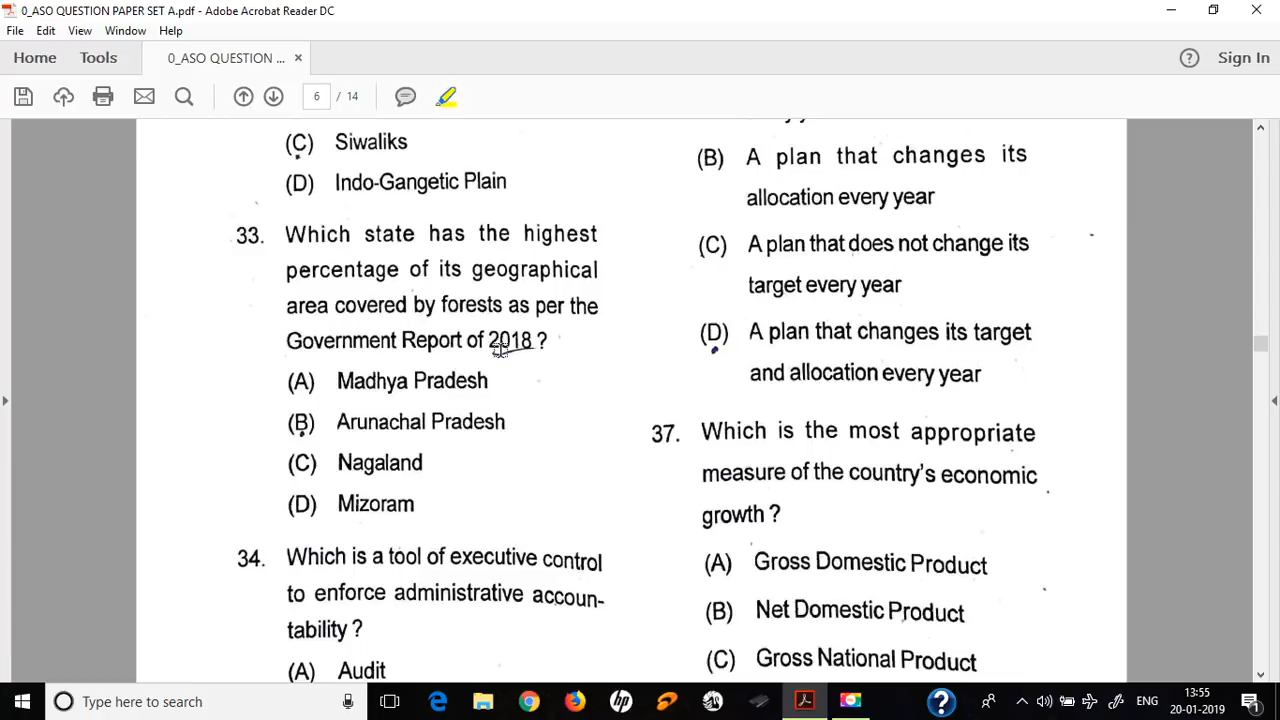 0_ASO QUESTION PAPER SET A.pdf - Adobe Acrobat Reader DC
File Edit View Window Help
Home Tools 0_ASO QUESTION ... × Sign In
6 / 14
(C) Siwaliks
(D) Indo-Gangetic Plain
33. Which state has the highest
percentage of its geographical
area covered by forests as per the
Government Report of 2018 ?
(A) Madhya Pradesh
(B) Arunachal Pradesh
(C) Nagaland
(D) Mizoram
34. Which is a tool of executive control
to enforce administrative accoun-
tability ?
(A) Audit
(B) A plan that changes its
allocation every year
(C) A plan that does not change its
target every year
(D) A plan that changes its target
and allocation every year
37. Which is the most appropriate
measure of the country's economic
growth ?
(A) Gross Domestic Product
(B) Net Domestic Product
(C) Gross National Product
Type here to search
ENG
13:55
20-01-2019